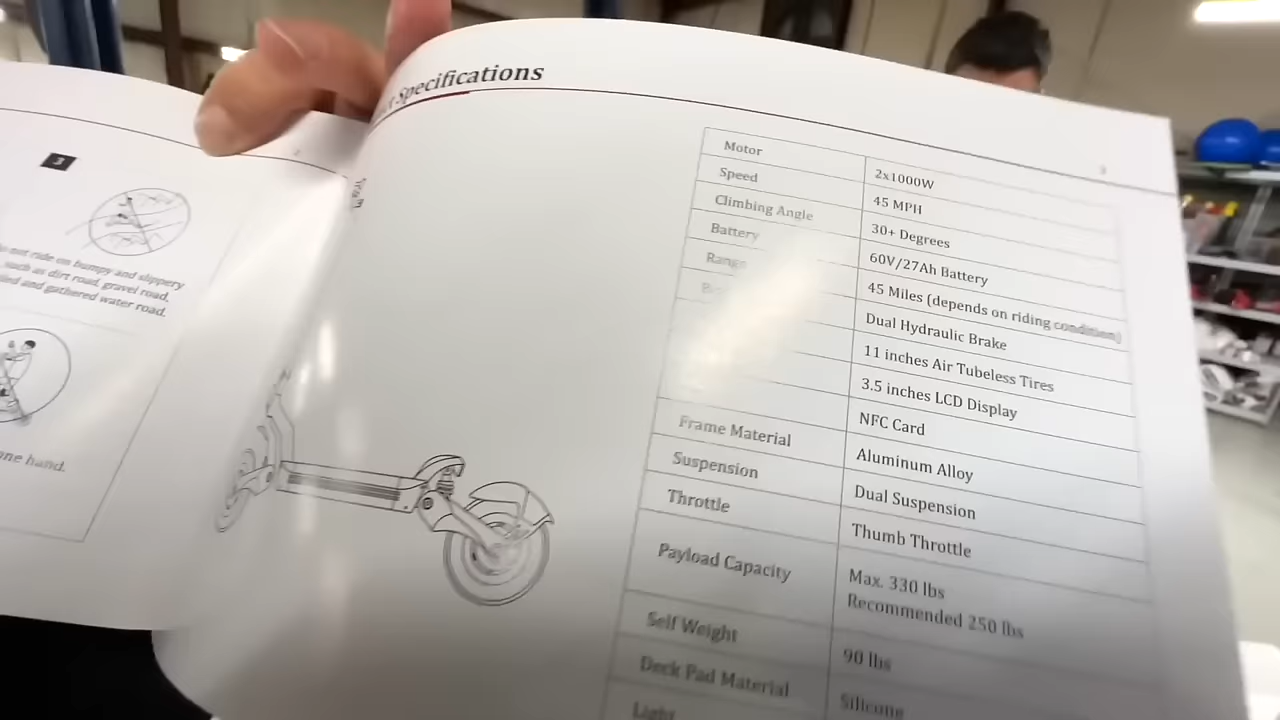 3
not ride on bumpy and slippery
such as dirt road, gravel road,
and gathered water road.
one hand.
Specifications
3
Motor 2x1000W
Speed 45 MPH
Climbing Angle 30+ Degrees
Battery 60V/27Ah Battery
Range 45 Miles (depends on riding condition)
Dual Hydraulic Brake
11 inches Air Tubeless Tires
3.5 inches LCD Display
NFC Card
Frame Material Aluminum Alloy
Suspension Dual Suspension
Throttle Thumb Throttle
Payload Capacity Max. 330 lbs
Recommended 250 lbs
Self Weight 90 lbs
Deck Pad Material Silicone
Light